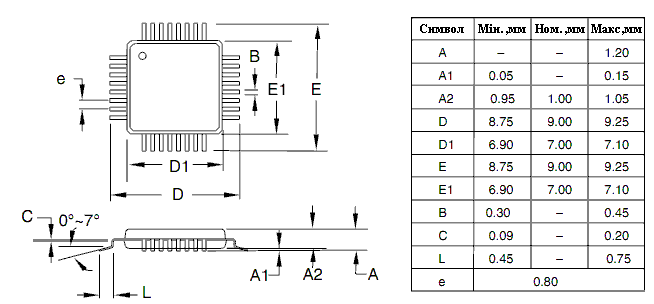 B
e
E1
E
D1
D
C
0°~7°
A1
A2
A
L
Символ Min. ,мм Ном. ,мм Макс,мм
A – – 1.20
A1 0.05 – 0.15
A2 0.95 1.00 1.05
D 8.75 9.00 9.25
D1 6.90 7.00 7.10
E 8.75 9.00 9.25
E1 6.90 7.00 7.10
B 0.30 – 0.45
C 0.09 – 0.20
L 0.45 – 0.75
e 0.80